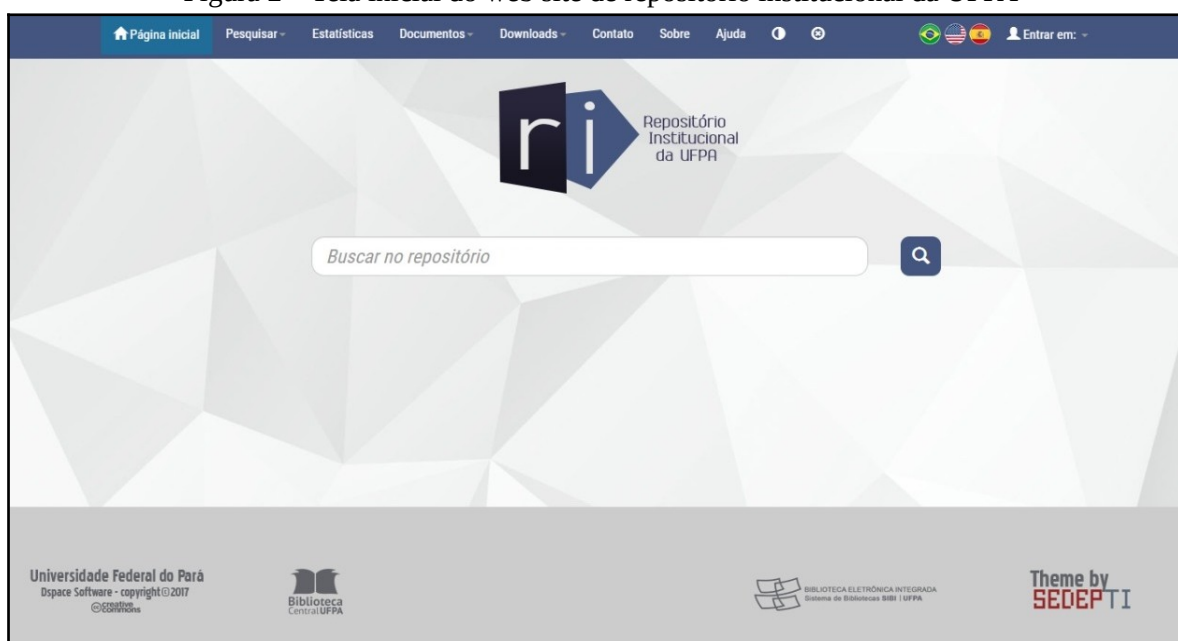 Página inicial Pesquisar Estatísticas Documentos Downloads Contato Sobre Ajuda Entrar em:
ri
Repositório
Institucional
da UFPA
Buscar no repositório
Universidade Federal do Pará
Dspace Software - copyright © 2017
creative commons
Biblioteca
Central UFPA
BIBLIOTECA ELETRÔNICA INTEGRADA
Sistema de Bibliotecas SIBI | UFPA
Theme by
SEDEPTI